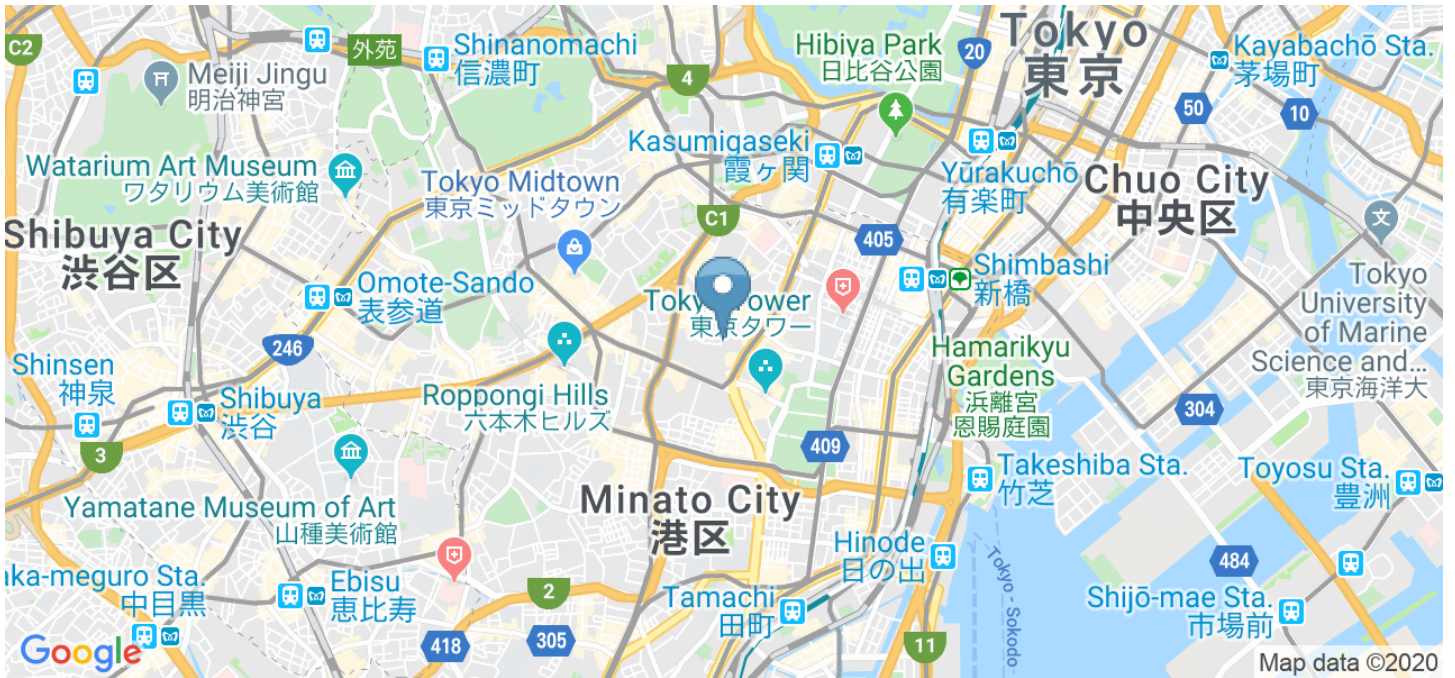 C2
外苑
Shinanomachi
信濃町
Hibiya Park
日比谷公園
20
Tokyo
東京
Kayabachō Sta.
茅場町
Meiji Jingu
明治神宮
4
50
10
Watarium Art Museum
ワタリウム美術館
Kasumigaseki
霞ヶ関
Yūrakuchō
有楽町
Chuo City
中央区
Tokyo Midtown
東京ミッドタウン
C1
405
Shibuya City
渋谷区
Omote-Sando
表参道
Tokyo Tower
東京タワー
Shimbashi
新橋
Tokyo
University
of Marine
Science and...
東京海洋大
246
Shinsen
神泉
Roppongi Hills
六本木ヒルズ
Hamarikyu
Gardens
浜離宮
恩賜庭園
304
Shibuya
渋谷
3
409
Yamatane Museum of Art
山種美術館
Minato City
港区
Takeshiba Sta.
竹芝
Toyosu Sta.
豊洲
Hinode
日の出
484
Tokyo - Sokodo
aka-meguro Sta.
中目黒
Ebisu
恵比寿
2
Tamachi
田町
Shijō-mae Sta.
市場前
418
305
11
Google
Map data ©2020